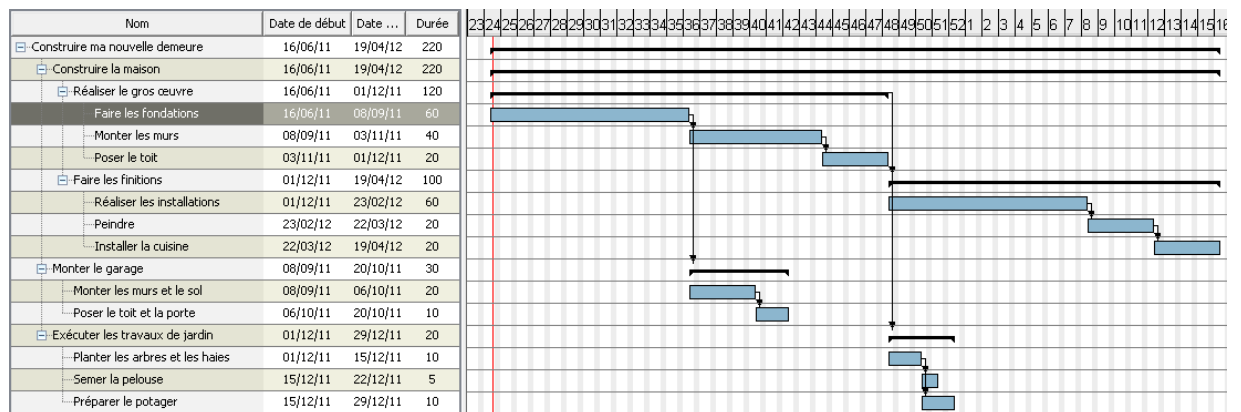 Nom Date de début Date ... Durée 23 24 25 26 27 28 29 30 31 32 33 34 35 36 37 38 39 40 41 42 43 44 45 46 47 48 49 50 51 52 1 2 3 4 5 6 7 8 9 10 11 12 13 14 15 16
Construire ma nouvelle demeure 16/06/11 19/04/12 220
Construire la maison 16/06/11 19/04/12 220
Réaliser le gros œuvre 16/06/11 01/12/11 120
Faire les fondations 16/06/11 08/09/11 60
Monter les murs 08/09/11 03/11/11 40
Poser le toit 03/11/11 01/12/11 20
Faire les finitions 01/12/11 19/04/12 100
Réaliser les installations 01/12/11 23/02/12 60
Peindre 23/02/12 22/03/12 20
Installer la cuisine 22/03/12 19/04/12 20
Monter le garage 08/09/11 20/10/11 30
Monter les murs et le sol 08/09/11 06/10/11 20
Poser le toit et la porte 06/10/11 20/10/11 10
Exécuter les travaux de jardin 01/12/11 29/12/11 20
Planter les arbres et les haies 01/12/11 15/12/11 10
Semer la pelouse 15/12/11 22/12/11 5
Préparer le potager 15/12/11 29/12/11 10